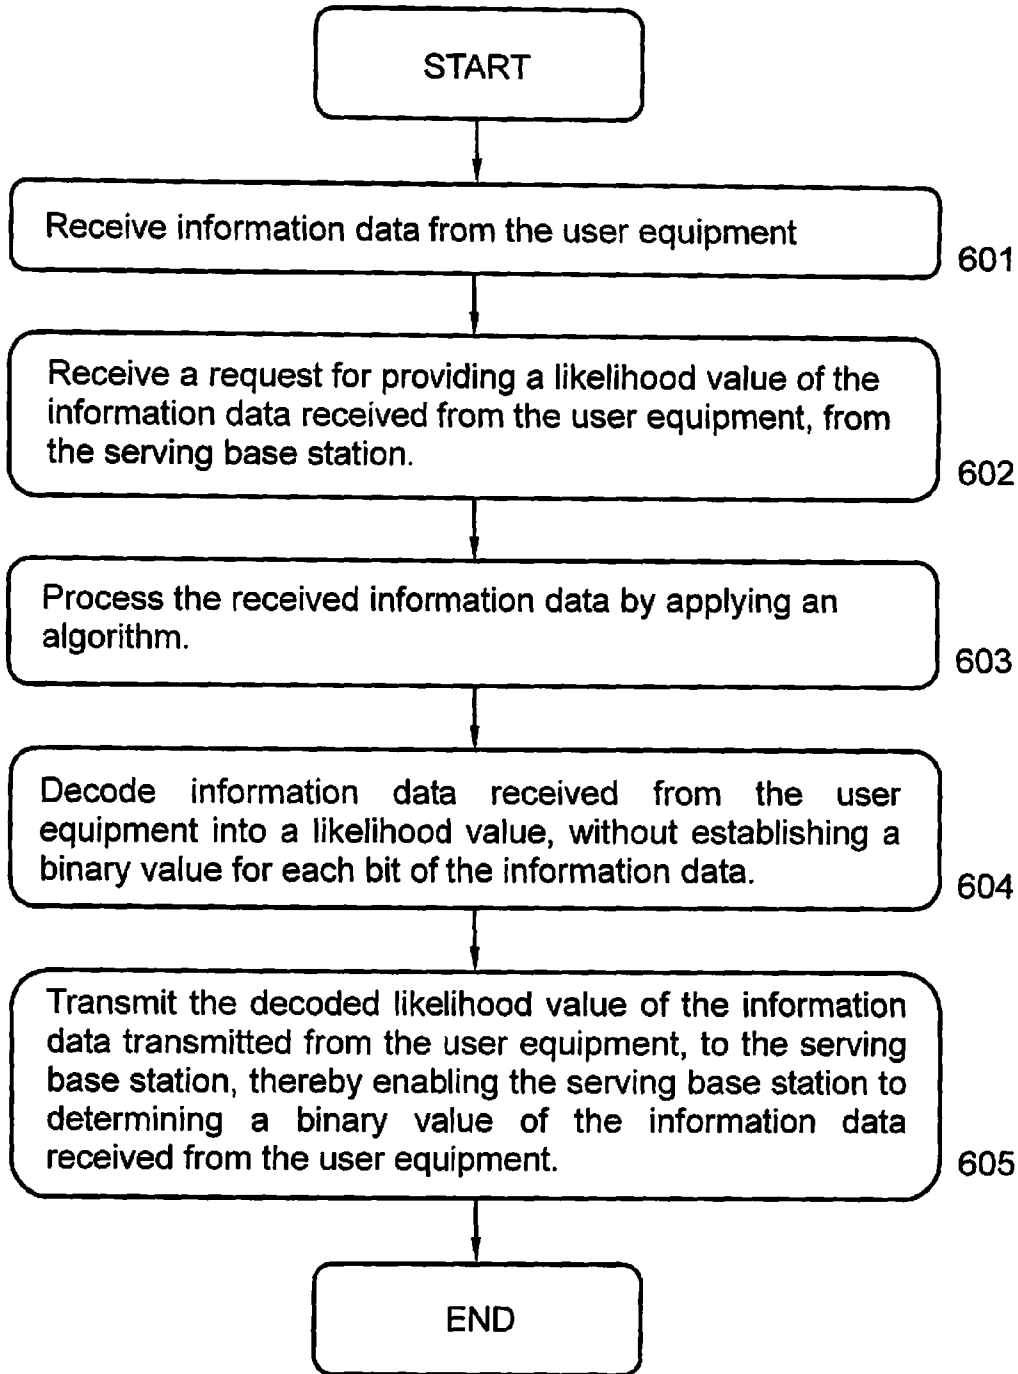 START
Receive information data from the user equipment
601
Receive a request for providing a likelihood value of the
information data received from the user equipment, from
the serving base station.
602
Process the received information data by applying an
algorithm.
603
Decode information data received from the user
equipment into a likelihood value, without establishing a
binary value for each bit of the information data.
604
Transmit the decoded likelihood value of the information
data transmitted from the user equipment, to the serving
base station, thereby enabling the serving base station to
determining a binary value of the information data
received from the user equipment.
605
END